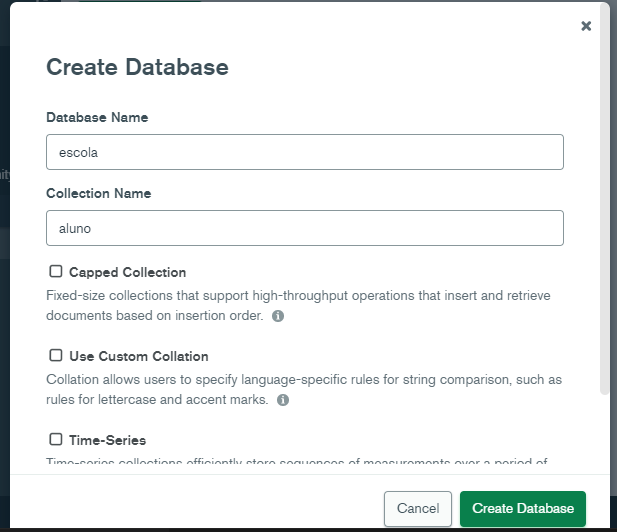 Create Database
Database Name
escola
Collection Name
aluno
Capped Collection
Fixed-size collections that support high-throughput operations that insert and retrieve
documents based on insertion order.
Use Custom Collation
Collation allows users to specify language-specific rules for string comparison, such as
rules for lettercase and accent marks.
Time-Series
Time-series collections efficiently store sequences of measurements over a period of
Cancel
Create Database